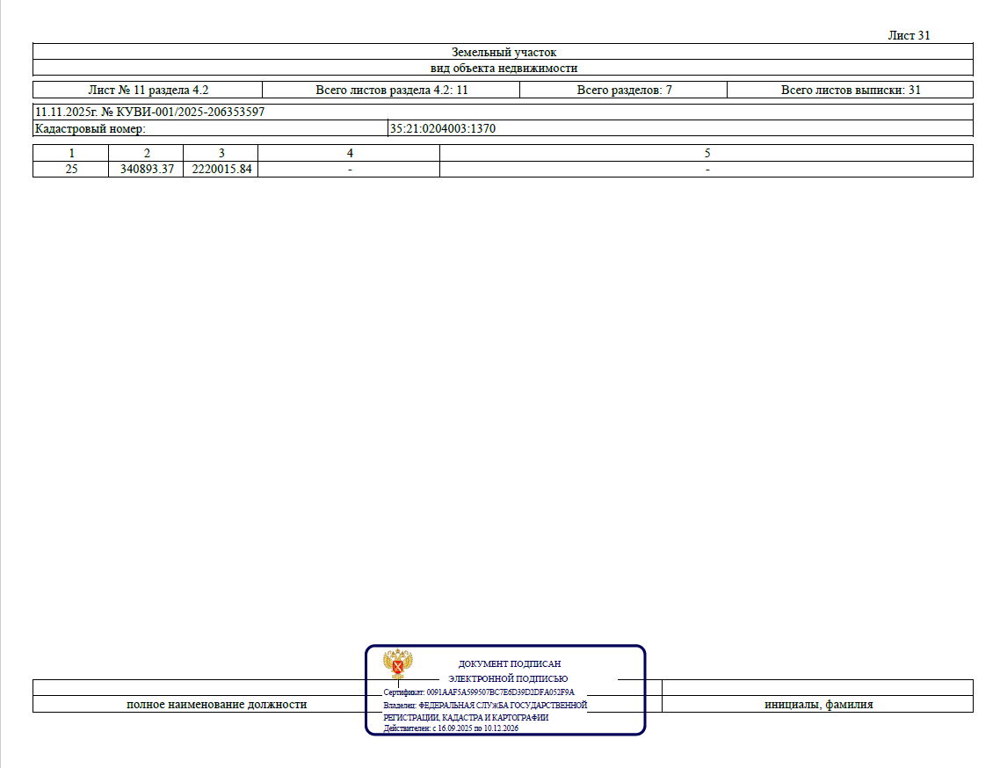 Лист 31
Земельный участок
вид объекта недвижимости
Лист № 11 раздела 4.2 Всего листов раздела 4.2: 11 Всего разделов: 7 Всего листов выписки: 31
11.11.2025г. № КУВИ-001/2025-206353597
Кадастровый номер: 35:21:0204003:1370
1 2 3 4 5
25 340893.37 2220015.84 - -
ДОКУМЕНТ ПОДПИСАН
ЭЛЕКТРОННОЙ ПОДПИСЬЮ
Сертификат: 0091AAF5A599507BC7E6D39D2DFA052F9A
Владелец: ФЕДЕРАЛЬНАЯ СЛУЖБА ГОСУДАРСТВЕННОЙ
РЕГИСТРАЦИИ, КАДАСТРА И КАРТОГРАФИИ
Действителен: с 16.09.2025 по 10.12.2026
полное наименование должности инициалы, фамилия